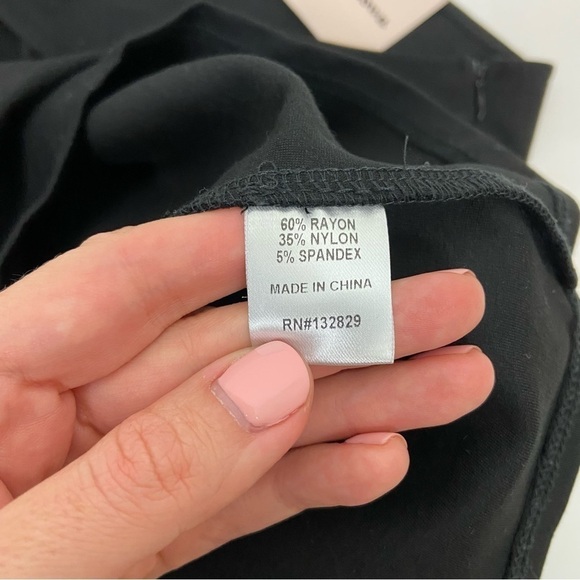 60% RAYON
35% NYLON
5% SPANDEX
MADE IN CHINA
RN#132829